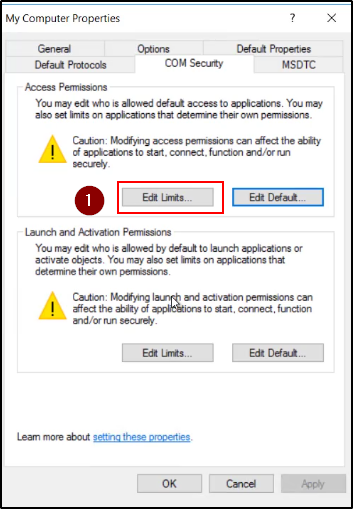 My Computer Properties
General Options Default Properties
Default Protocols COM Security MSDTC
Access Permissions
You may edit who is allowed default access to applications. You may
also set limits on applications that determine their own permissions.
Caution: Modifying access permissions can affect the ability
of applications to start, connect, function and/or run
securely.
1 Edit Limits... Edit Default...
Launch and Activation Permissions
You may edit who is allowed by default to launch applications or
activate objects. You may also set limits on applications that
determine their own permissions.
Caution: Modifying launch and activation permissions can
affect the ability of applications to start, connect, function
and/or run securely.
Edit Limits... Edit Default...
Learn more about setting these properties.
OK Cancel Apply